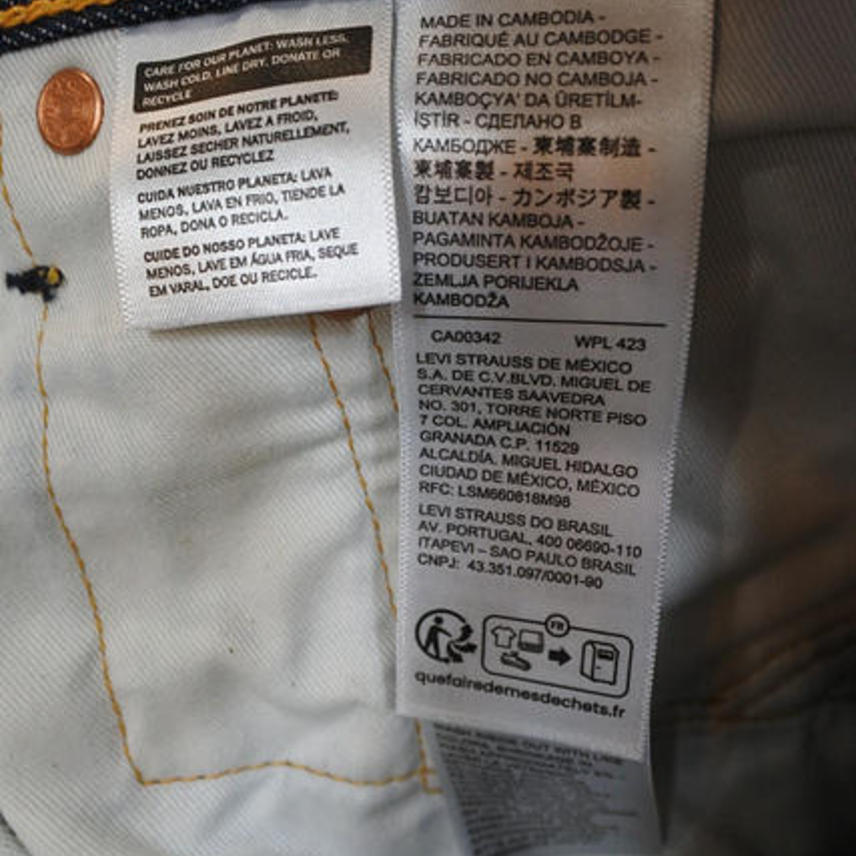 CARE FOR OUR PLANET: WASH LESS,
WASH COLD, LINE DRY, DONATE OR
RECYCLE
PRENEZ SOIN DE NOTRE PLANETE:
LAVEZ MOINS, LAVEZ A FROID,
LAISSEZ SECHER NATURELLEMENT,
DONNEZ OU RECYCLEZ
CUIDA NUESTRO PLANETA: LAVA
MENOS, LAVA EN FRIO, TIENDE LA
ROPA, DONA O RECICLA.
CUIDE DO NOSSO PLANETA: LAVE
MENOS, LAVE EM ÁGUA FRIA, SEQUE
EM VARAL, DOE OU RECICLE.
MADE IN CAMBODIA -
FABRIQUÉ AU CAMBODGE -
FABRICADO EN CAMBOYA -
FABRICADO NO CAMBOJA -
KAMBOÇYA' DA ÜRETİLM-
İŞTİR - СДЕЛАНО В
КАМБОДЖЕ - 柬埔寨制造 -
柬埔寨製 - 제조국
캄보디아 - カンボジア製 -
BUATAN KAMBOJA -
PAGAMINTA KAMBODŽOJE -
PRODUSERT I KAMBODSJA -
ZEMLJA PORIJEKLA
KAMBODŽA
CA00342 WPL 423
LEVI STRAUSS DE MÉXICO
S.A. DE C.V.BLVD. MIGUEL DE
CERVANTES SAAVEDRA
NO. 301, TORRE NORTE PISO
7 COL. AMPLIACIÓN
GRANADA C.P. 11529
ALCALDÍA. MIGUEL HIDALGO
CIUDAD DE MÉXICO, MÉXICO
RFC: LSM660818M98
LEVI STRAUSS DO BRASIL
AV. PORTUGAL, 400 06690-110
ITAPEVI – SAO PAULO BRASIL
CNPJ: 43.351.097/0001-90
FR
quefairedemesdechets.fr
WASH INSIDE OUT WITH LIKE